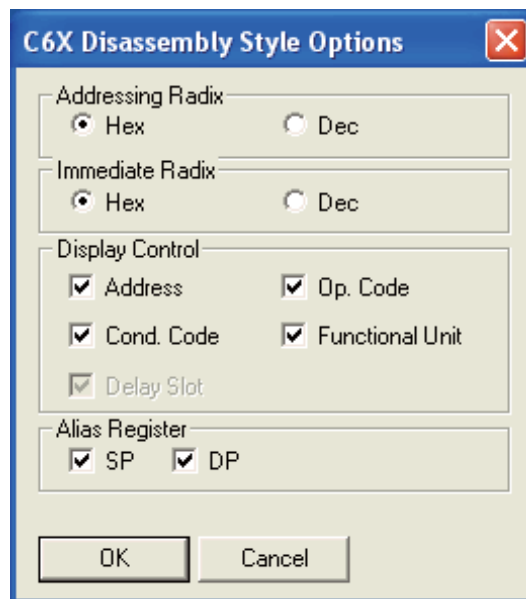 C6X Disassembly Style Options
Addressing Radix
Hex Dec
Immediate Radix
Hex Dec
Display Control
Address Op. Code
Cond. Code Functional Unit
Delay Slot
Alias Register
SP DP
OK Cancel